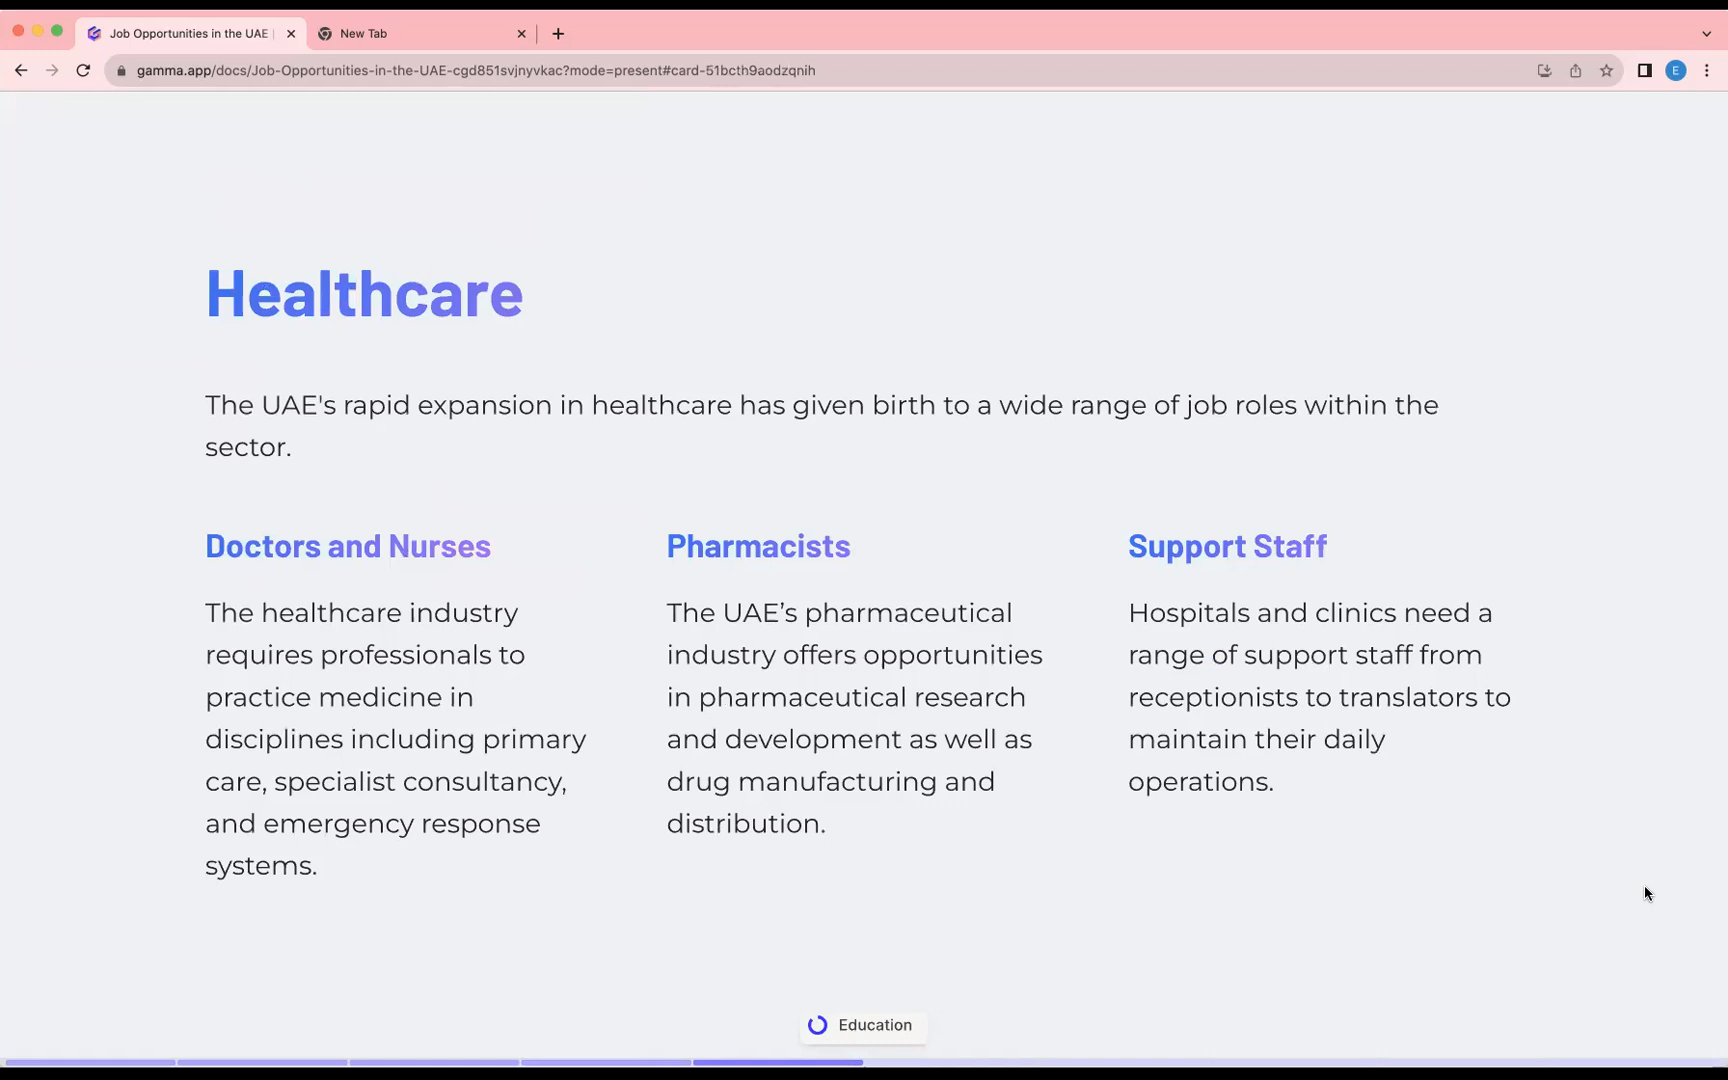 Job Opportunities in the UAE
New Tab
gamma.app/docs/Job-Opportunities-in-the-UAE-cgd851svjnyvkac?mode=present#card-51bcth9aodzqnih
E
Healthcare
The UAE's rapid expansion in healthcare has given birth to a wide range of job roles within the
sector.
Doctors and Nurses
The healthcare industry
requires professionals to
practice medicine in
disciplines including primary
care, specialist consultancy,
and emergency response
systems.
Pharmacists
The UAE’s pharmaceutical
industry offers opportunities
in pharmaceutical research
and development as well as
drug manufacturing and
distribution.
Support Staff
Hospitals and clinics need a
range of support staff from
receptionists to translators to
maintain their daily
operations.
Education